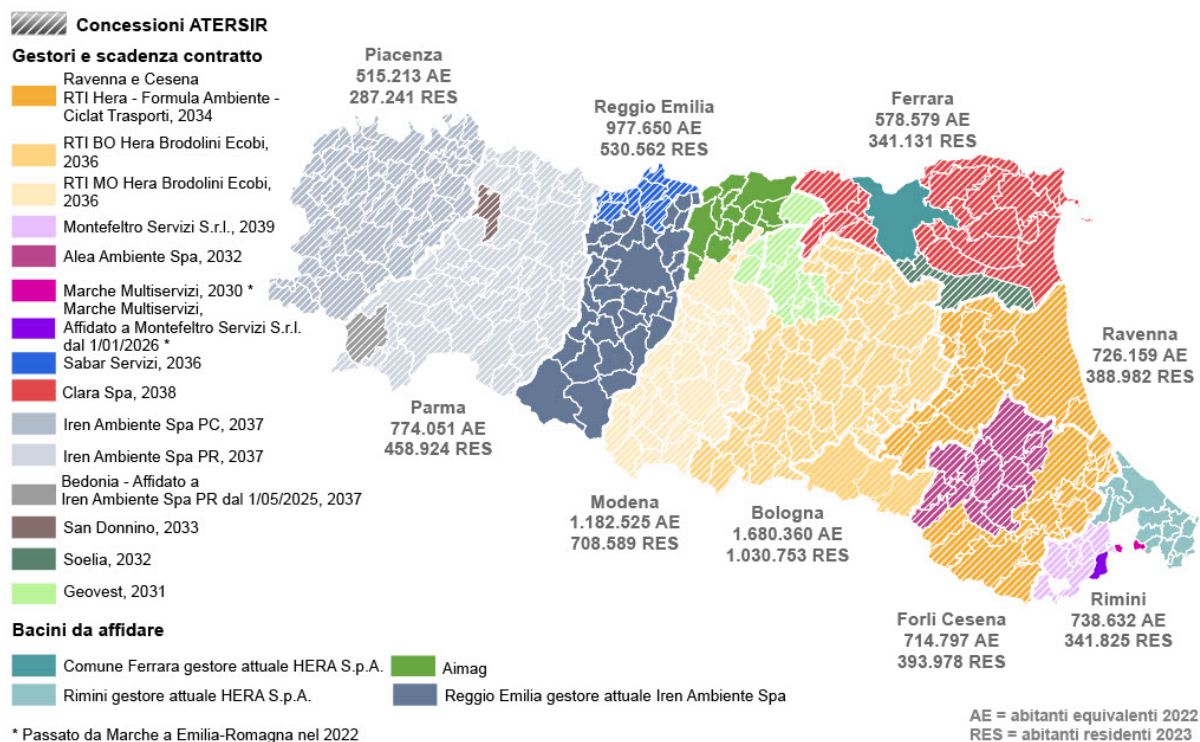 Concessioni ATERSIR
Gestori e scadenza contratto
Ravenna e Cesena
RTI Hera - Formula Ambiente -
Ciclat Trasporti, 2034
RTI BO Hera Brodolini Ecobi,
2036
RTI MO Hera Brodolini Ecobi,
2036
Montefeltro Servizi S.r.l., 2039
Alea Ambiente Spa, 2032
Marche Multiservizi, 2030 *
Marche Multiservizi,
Affidato a Montefeltro Servizi S.r.l.
dal 1/01/2026 *
Sabar Servizi, 2036
Clara Spa, 2038
Iren Ambiente Spa PC, 2037
Iren Ambiente Spa PR, 2037
Bedonia - Affidato a
Iren Ambiente Spa PR dal 1/05/2025, 2037
San Donnino, 2033
Soelia, 2032
Geovest, 2031
Bacini da affidare
Comune Ferrara gestore attuale HERA S.p.A.
Aimag
Rimini gestore attuale HERA S.p.A.
Reggio Emilia gestore attuale Iren Ambiente Spa
* Passato da Marche a Emilia-Romagna nel 2022
Piacenza
515.213 AE
287.241 RES
Reggio Emilia
977.650 AE
530.562 RES
Ferrara
578.579 AE
341.131 RES
Ravenna
726.159 AE
388.982 RES
Parma
774.051 AE
458.924 RES
Modena
1.182.525 AE
708.589 RES
Bologna
1.680.360 AE
1.030.753 RES
Forlì Cesena
714.797 AE
393.978 RES
Rimini
738.632 AE
341.825 RES
AE = abitanti equivalenti 2022
RES = abitanti residenti 2023